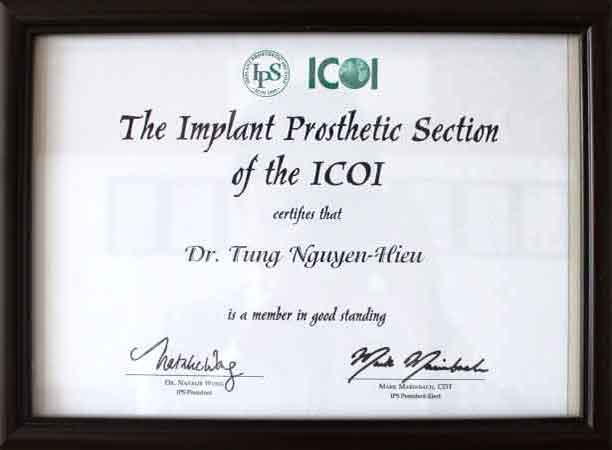 IPS ICOI
The Implant Prosthetic Section
of the ICOI
certifies that
Dr. Tung Nguyen-Hieu
is a member in good standing
Natalie Wong Mark Marinbach
Dr. Natalie Wong Mark Marinbach, CDT
IPS President IPS President-Elect